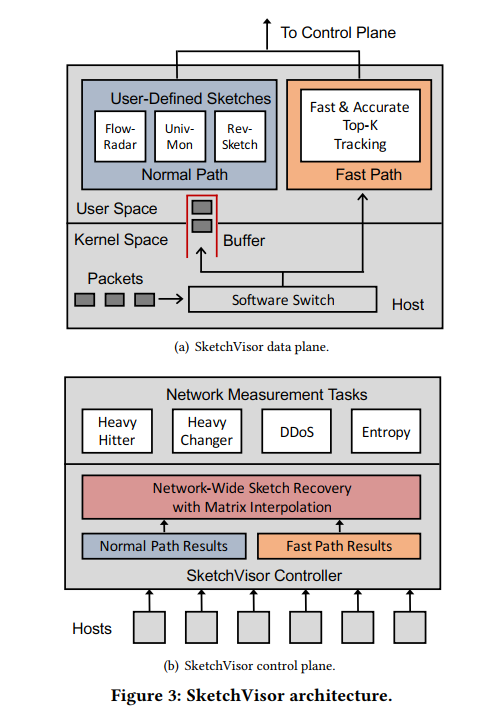 To Control Plane
User-Defined Sketches
Flow-
Radar
Univ-
Mon
Rev-
Sketch
Normal Path
Fast & Accurate
Top-K
Tracking
Fast Path
User Space
Kernel Space
Buffer
Packets
Software Switch
Host
(a) SketchVisor data plane.
Network Measurement Tasks
Heavy
Hitter
Heavy
Changer
DDoS
Entropy
Network-Wide Sketch Recovery
with Matrix Interpolation
Normal Path Results
Fast Path Results
SketchVisor Controller
Hosts
(b) SketchVisor control plane.
Figure 3: SketchVisor architecture.